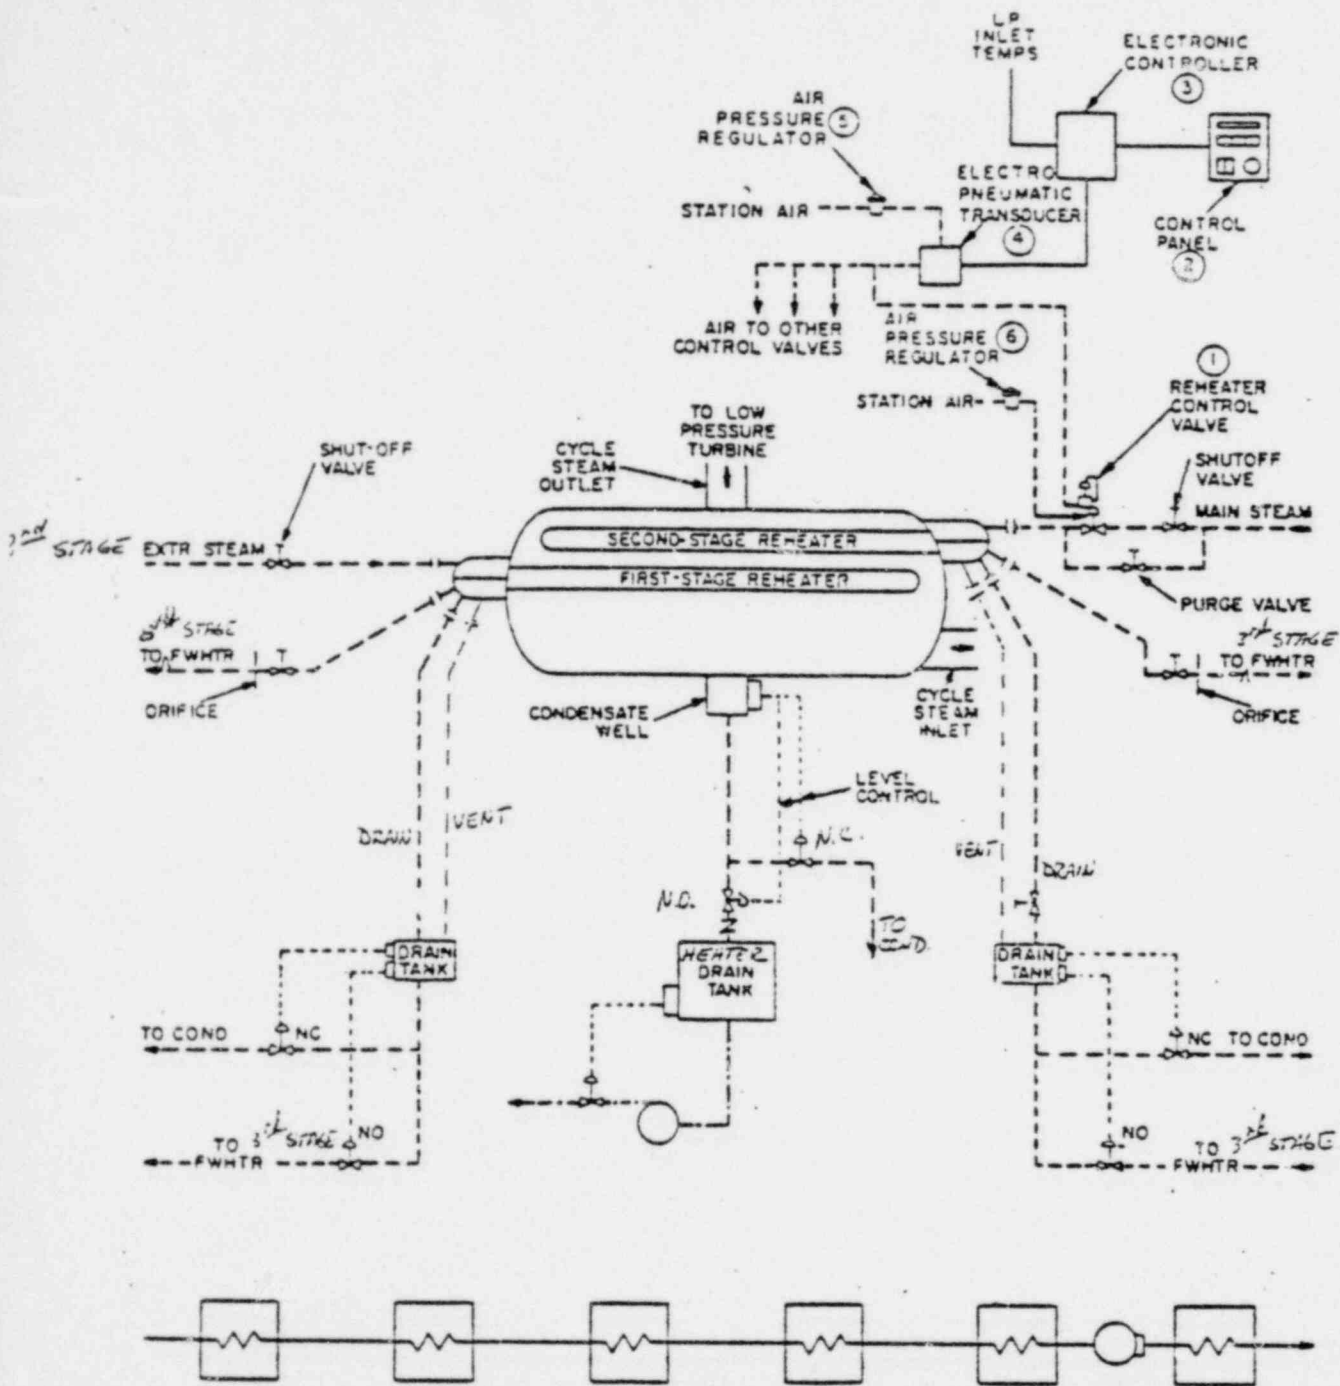 LP
INLET
TEMPS
ELECTRONIC
CONTROLLER
3
AIR
PRESSURE
REGULATOR
5
ELECTRO
PNEUMATIC
TRANSDUCER
4
STATION AIR
CONTROL
PANEL
2
AIR TO OTHER
CONTROL VALVES
AIR
PRESSURE
REGULATOR
6
STATION AIR
1
REHEATER
CONTROL
VALVE
SHUT-OFF
VALVE
CYCLE
STEAM
OUTLET
TO LOW
PRESSURE
TURBINE
SHUTOFF
VALVE
MAIN STEAM
STAGE EXTR STEAM T
SECOND-STAGE REHEATER
FIRST-STAGE REHEATER
T
PURGE VALVE
STAGE
TO FWHTR
T
ORIFICE
3rd STAGE
T
TO FWHTR
ORIFICE
CONDENSATE
WELL
CYCLE
STEAM
INLET
LEVEL
CONTROL
DRAIN
VENT
N.C.
N.O.
TO
COND.
VENT
DRAIN
T
DRAIN
TANK
HEATER
DRAIN
TANK
DRAIN
TANK
TO COND
NC
NC TO COND
TO 3rd STAGE
FWHTR
NO
NO
TO 3rd STAGE
FWHTR